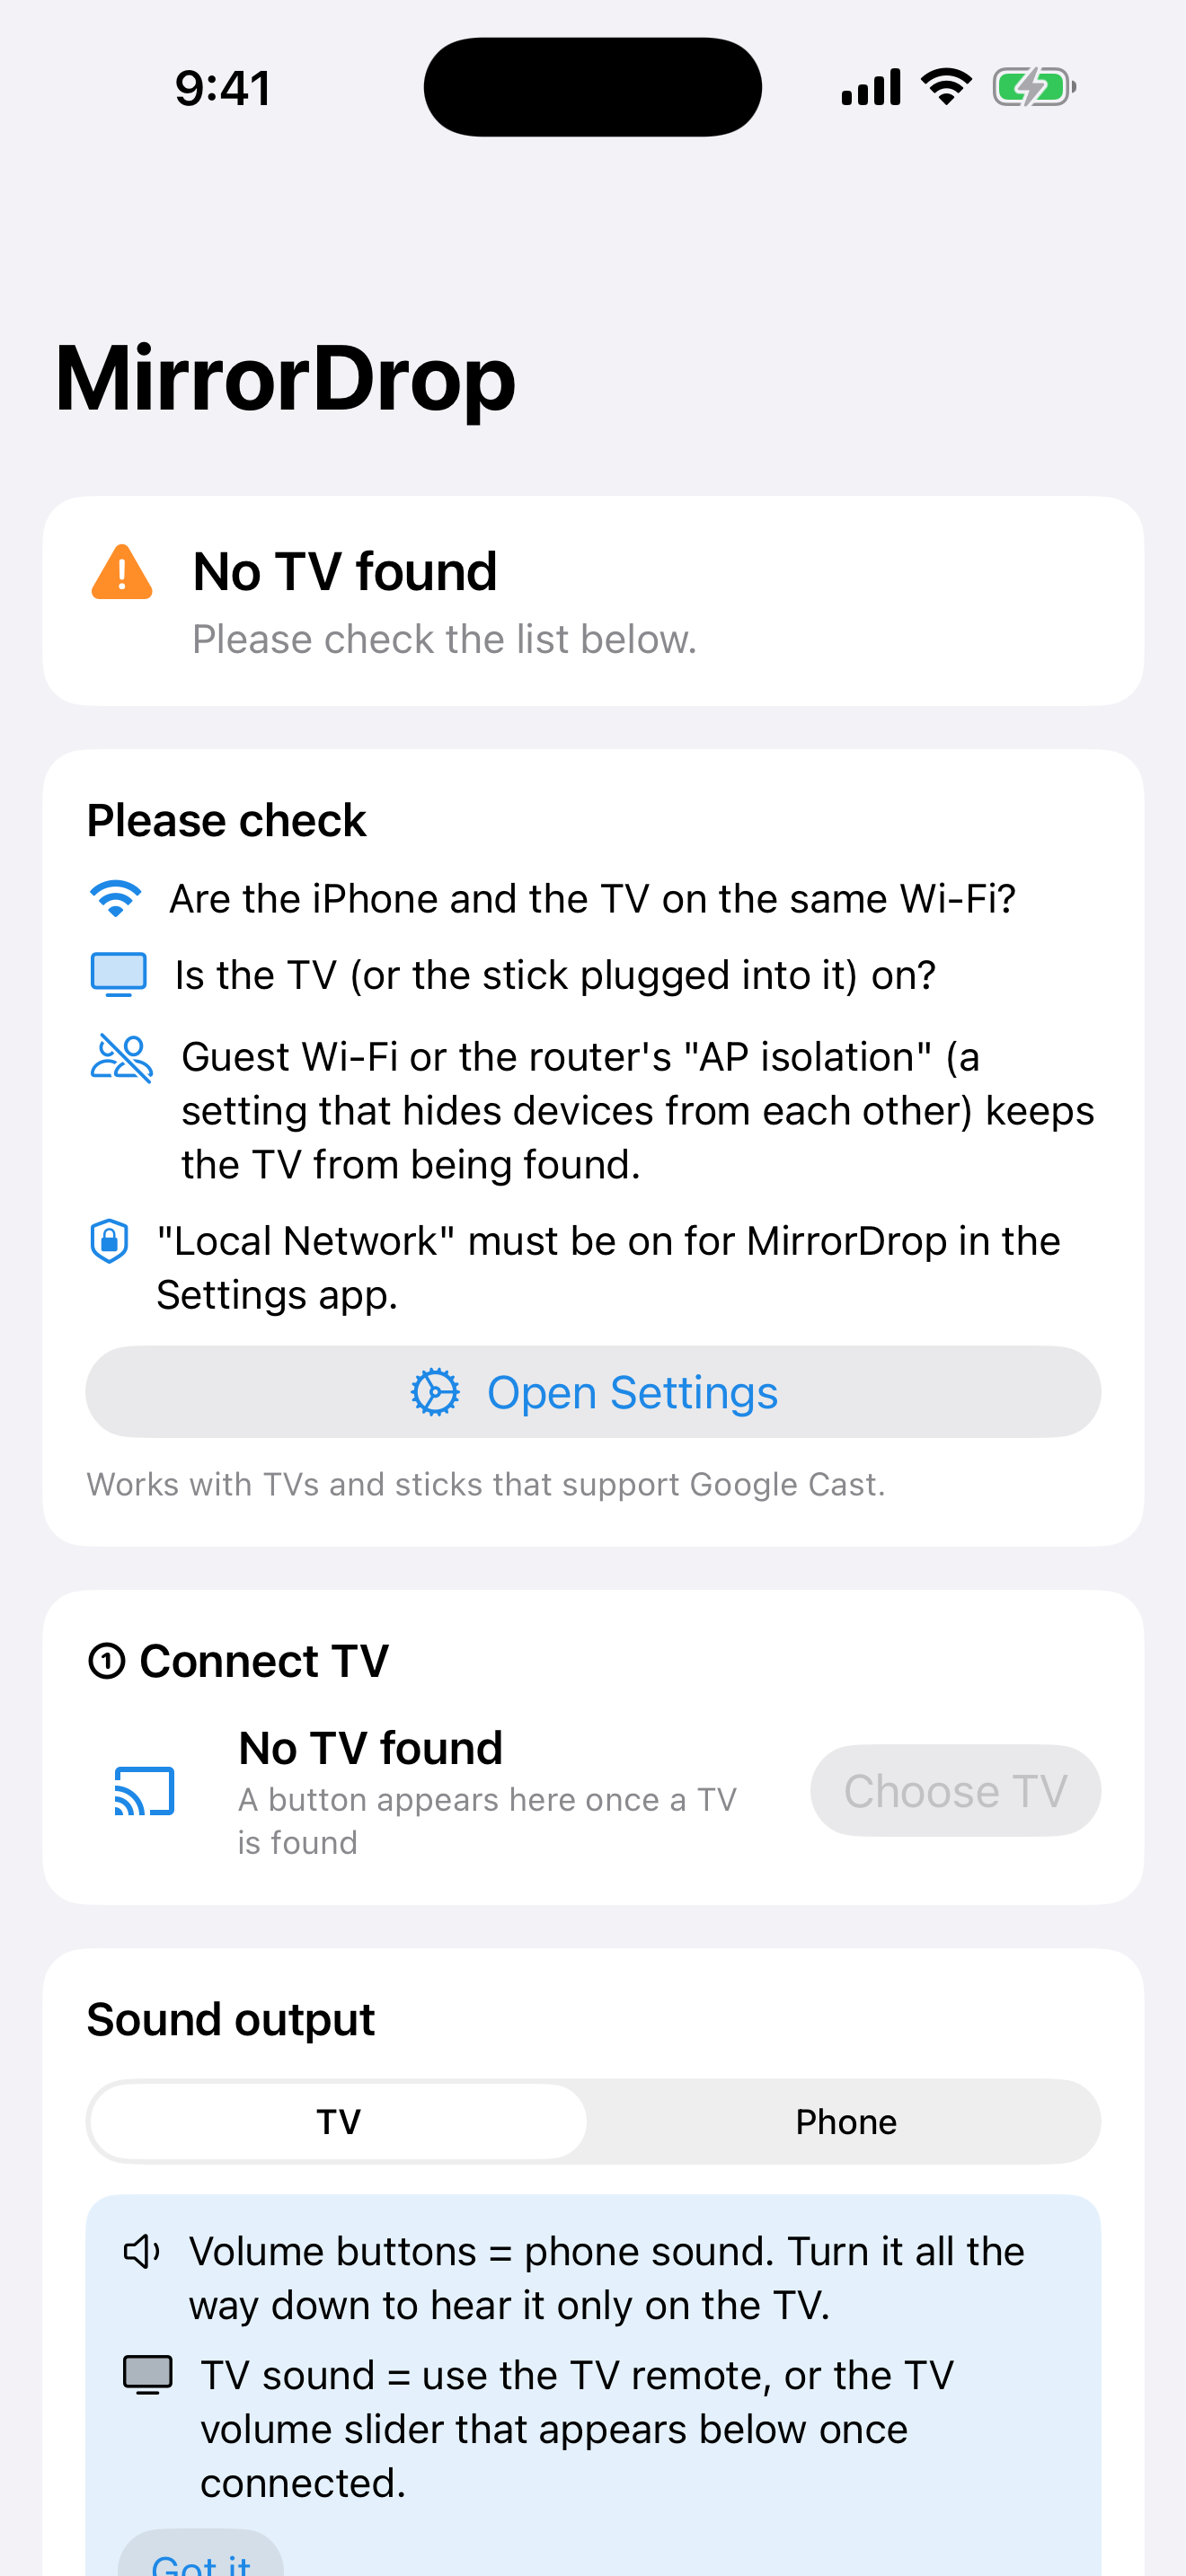 9:41
MirrorDrop
No TV found
Please check the list below.
Please check
Are the iPhone and the TV on the same Wi-Fi?
Is the TV (or the stick plugged into it) on?
Guest Wi-Fi or the router's "AP isolation" (a
setting that hides devices from each other) keeps
the TV from being found.
"Local Network" must be on for MirrorDrop in the
Settings app.
Open Settings
Works with TVs and sticks that support Google Cast.
① Connect TV
No TV found
A button appears here once a TV
is found
Choose TV
Sound output
TV
Phone
Volume buttons = phone sound. Turn it all the
way down to hear it only on the TV.
TV sound = use the TV remote, or the TV
volume slider that appears below once
connected.
Got it